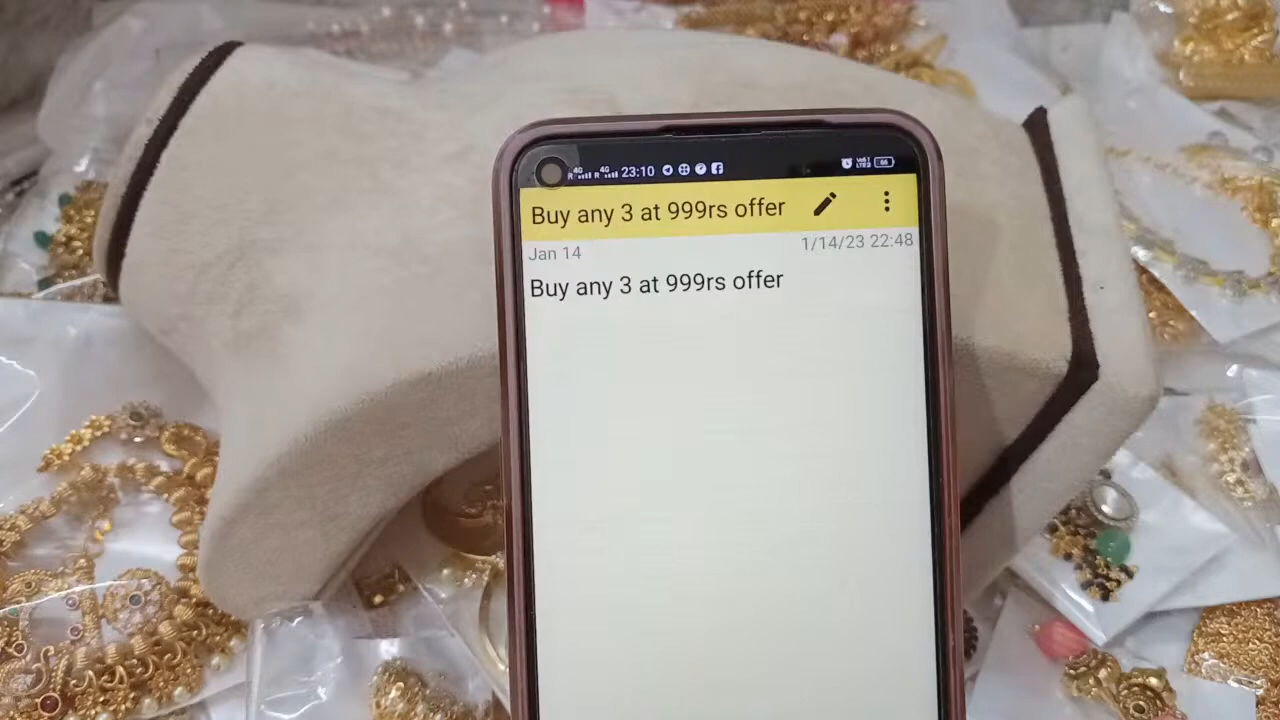 23:10
Buy any 3 at 999rs offer
Jan 14
1/14/23 22:48
Buy any 3 at 999rs offer